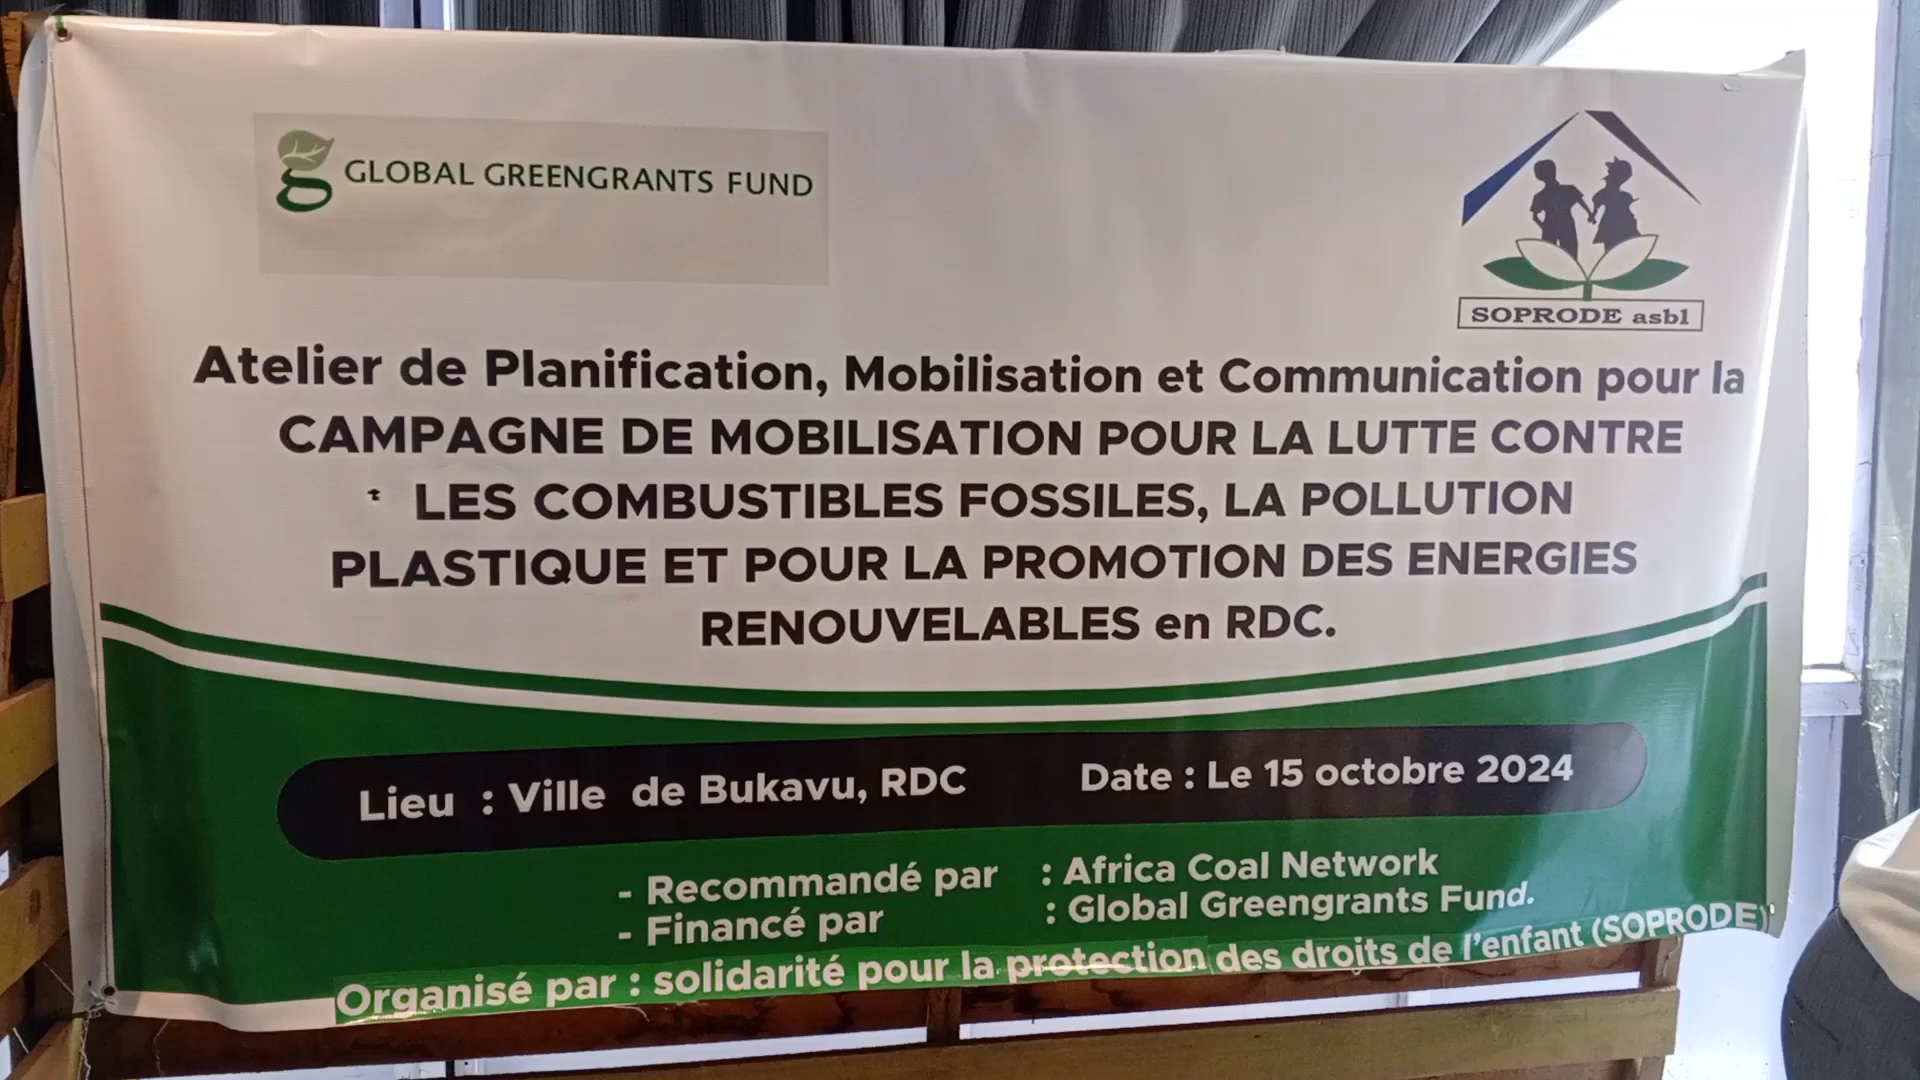 GLOBAL GREENGRANTS FUND
SOPRODE asbl
Atelier de Planification, Mobilisation et Communication pour la
CAMPAGNE DE MOBILISATION POUR LA LUTTE CONTRE
LES COMBUSTIBLES FOSSILES, LA POLLUTION
PLASTIQUE ET POUR LA PROMOTION DES ENERGIES
RENOUVELABLES en RDC.
Lieu : Ville de Bukavu, RDC Date : Le 15 octobre 2024
- Recommandé par : Africa Coal Network
- Financé par : Global Greengrants Fund.
Organisé par : solidarité pour la protection des droits de l'enfant (SOPRODE)